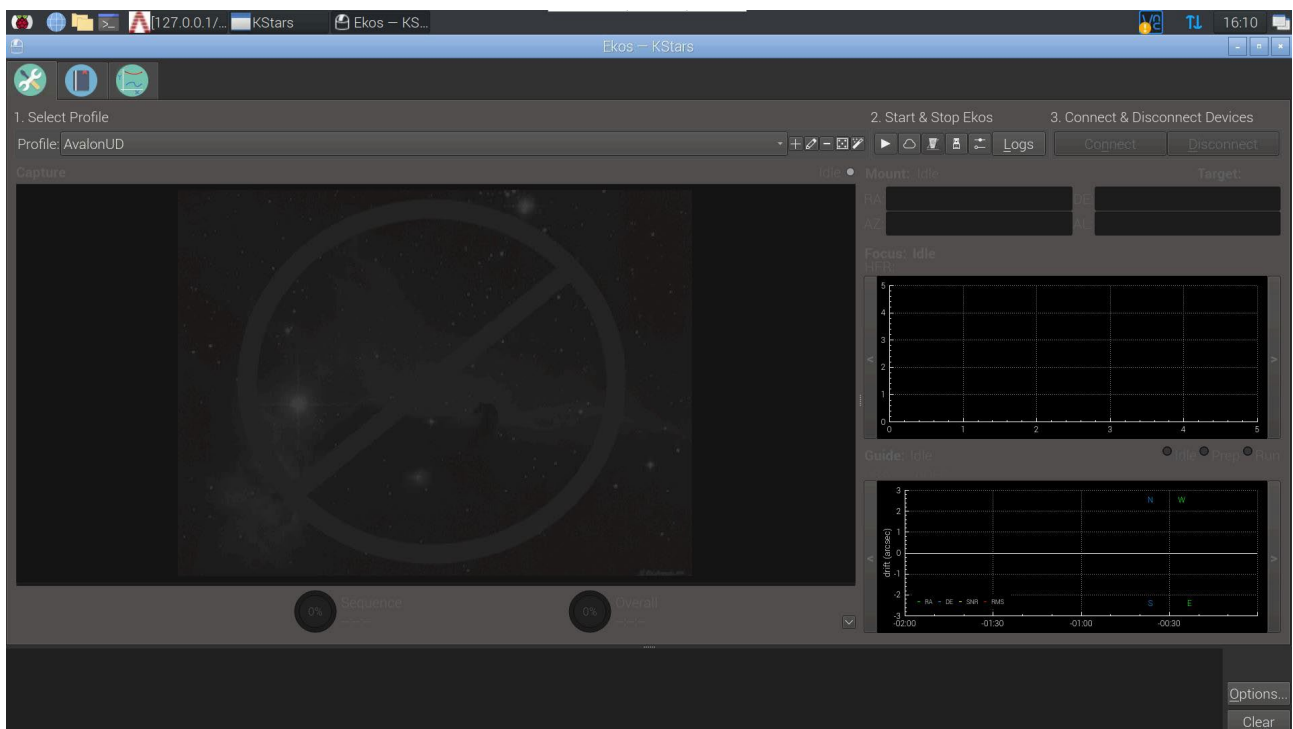 [127.0.0.1/... KStars Ekos — KS... 16:10
Ekos — KStars
1. Select Profile 2. Start & Stop Ekos 3. Connect & Disconnect Devices
Profile: AvalonUD Logs Connect Disconnect
Capture Idle Mount: Idle Target:
RA: DE:
AZ: AL:
Focus: Idle
HFR:
5
4
3
2
1
0
0 1 2 3 4 5
< >
Guide: Idle Idle Prep Run
3 N W
2
1
0
-1
-2
-3
drift (arcsec)
RA DE SNR RMS S E
-02:00 -01:30 -01:00 -00:30
< >
0% Sequence 0% Overall
--:-- --:--
Options...
Clear